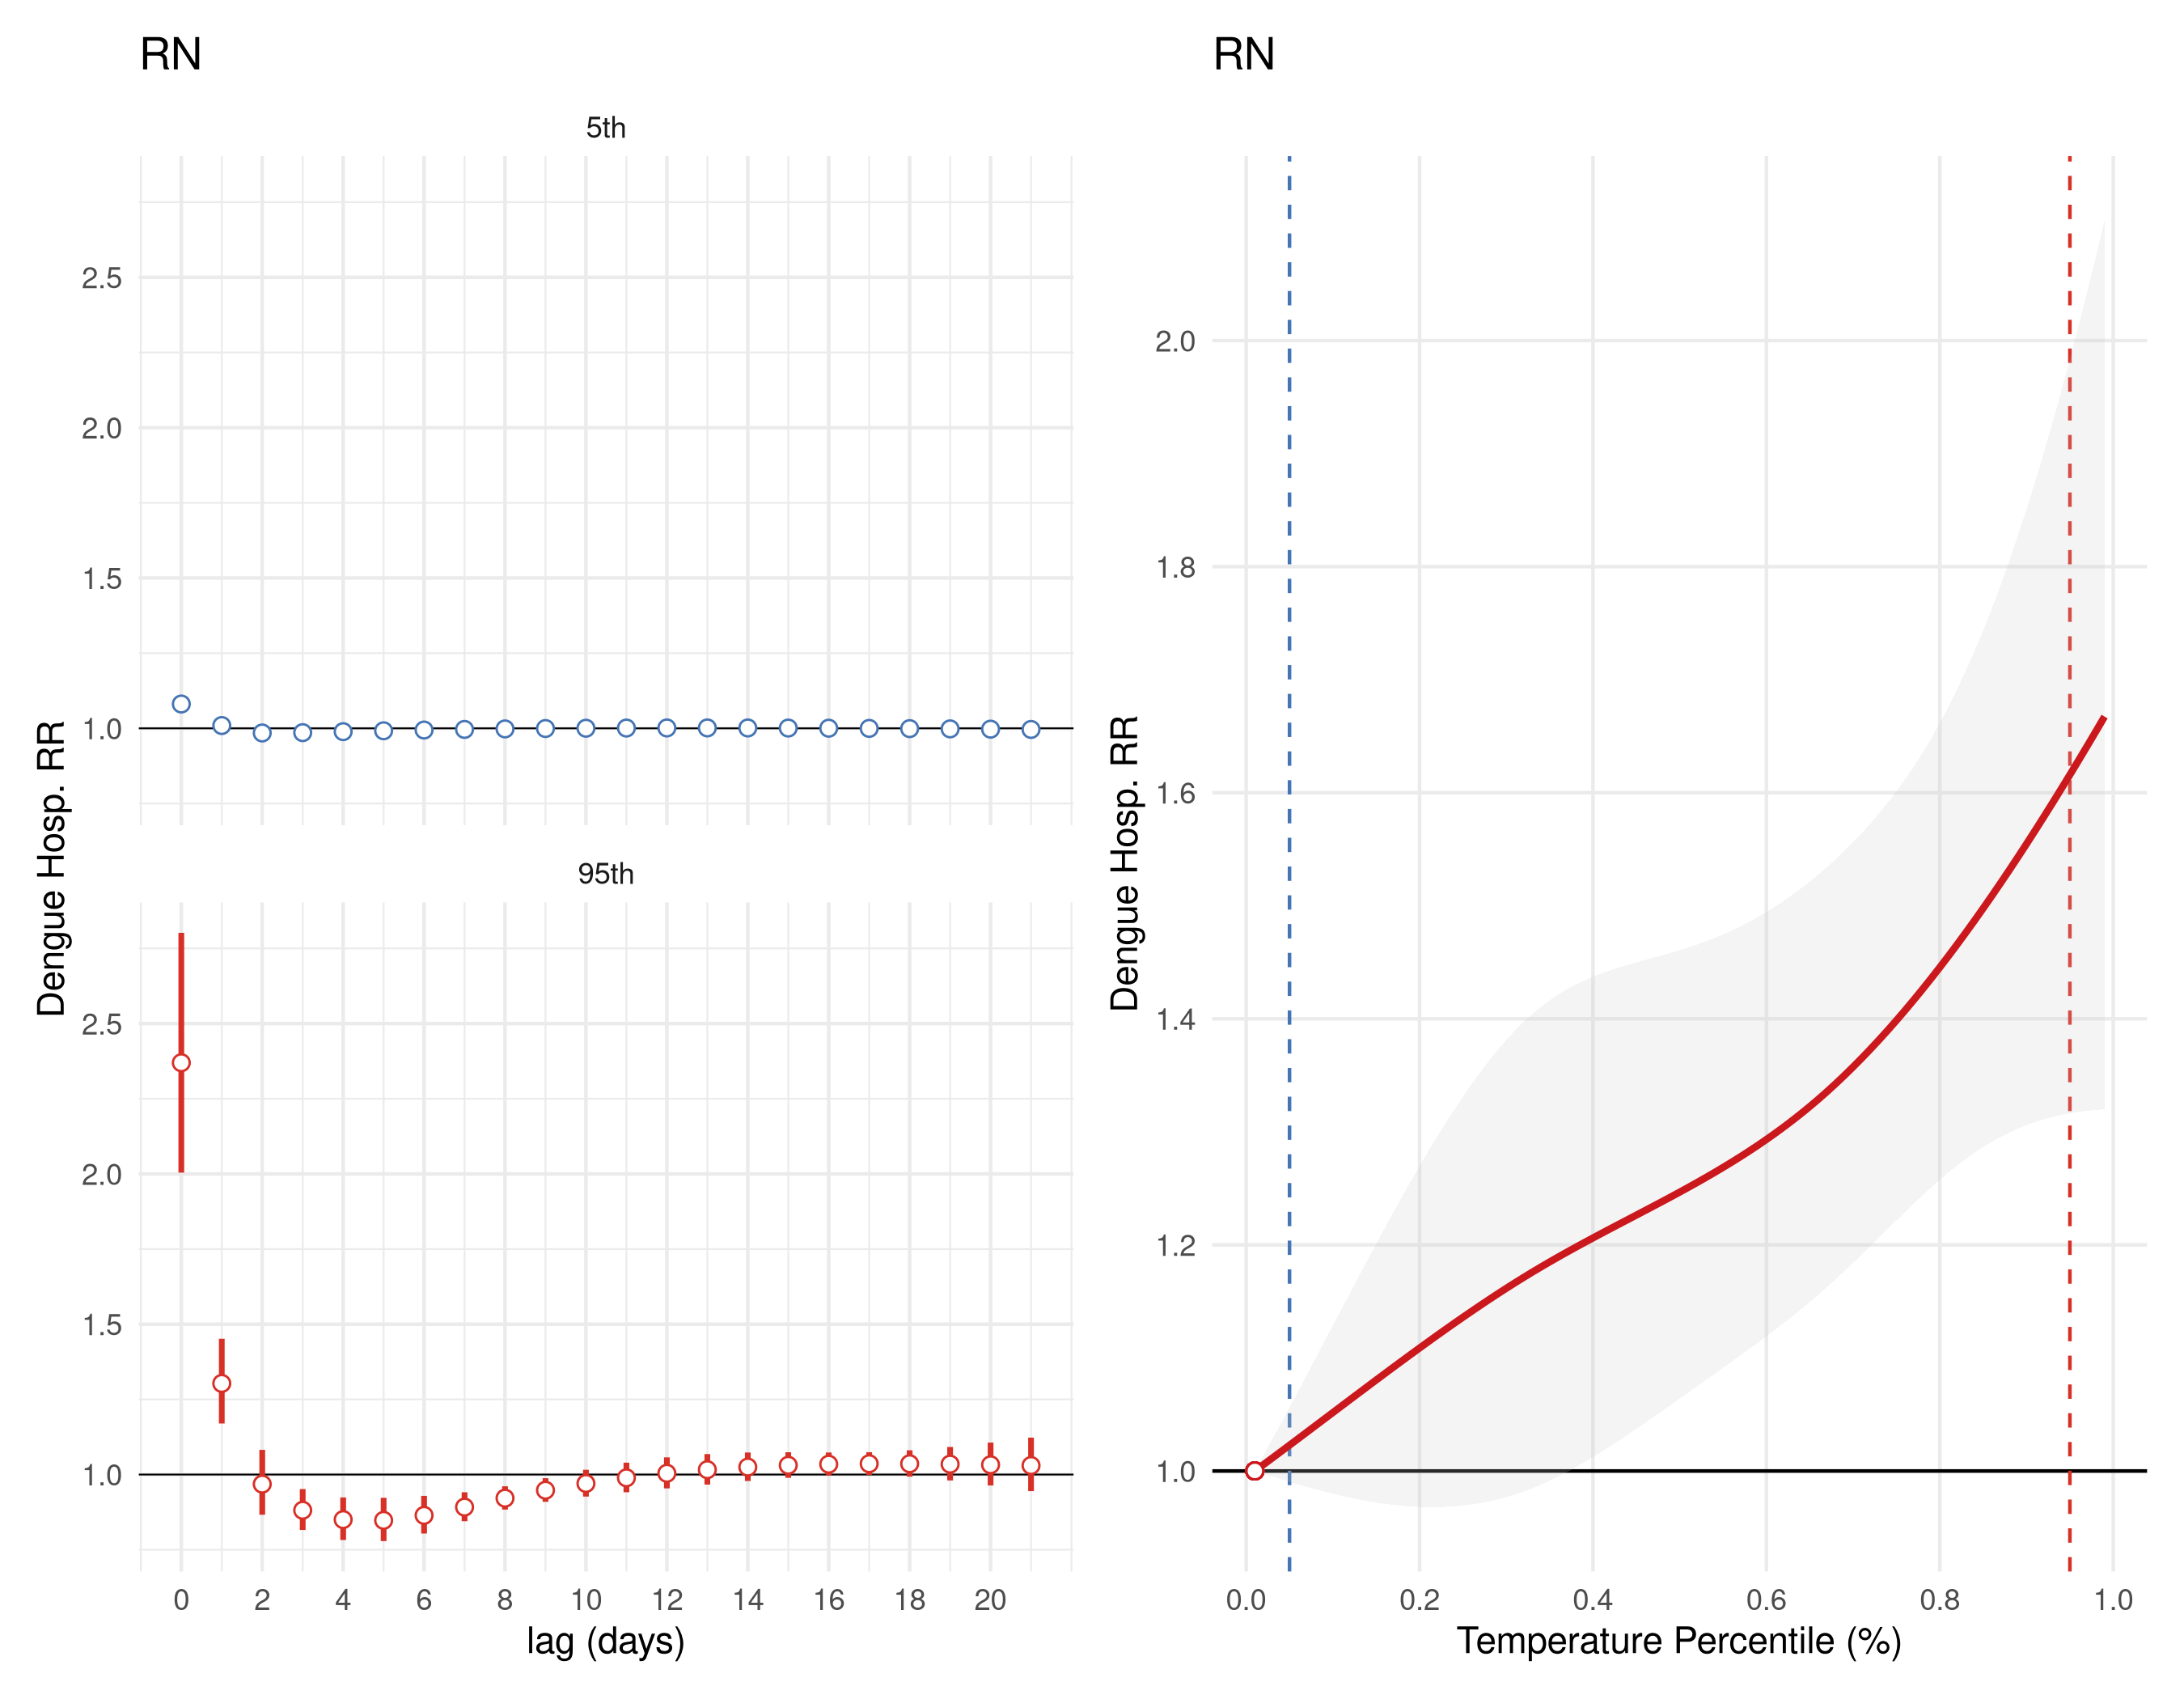 RN
5th
2.5
2.0
1.5
1.0
95th
2.5
2.0
1.5
1.0
Dengue Hosp. RR
0 2 4 6 8 10 12 14 16 18 20
lag (days)
RN
2.0
1.8
1.6
1.4
1.2
1.0
Dengue Hosp. RR
0.0 0.2 0.4 0.6 0.8 1.0
Temperature Percentile (%)